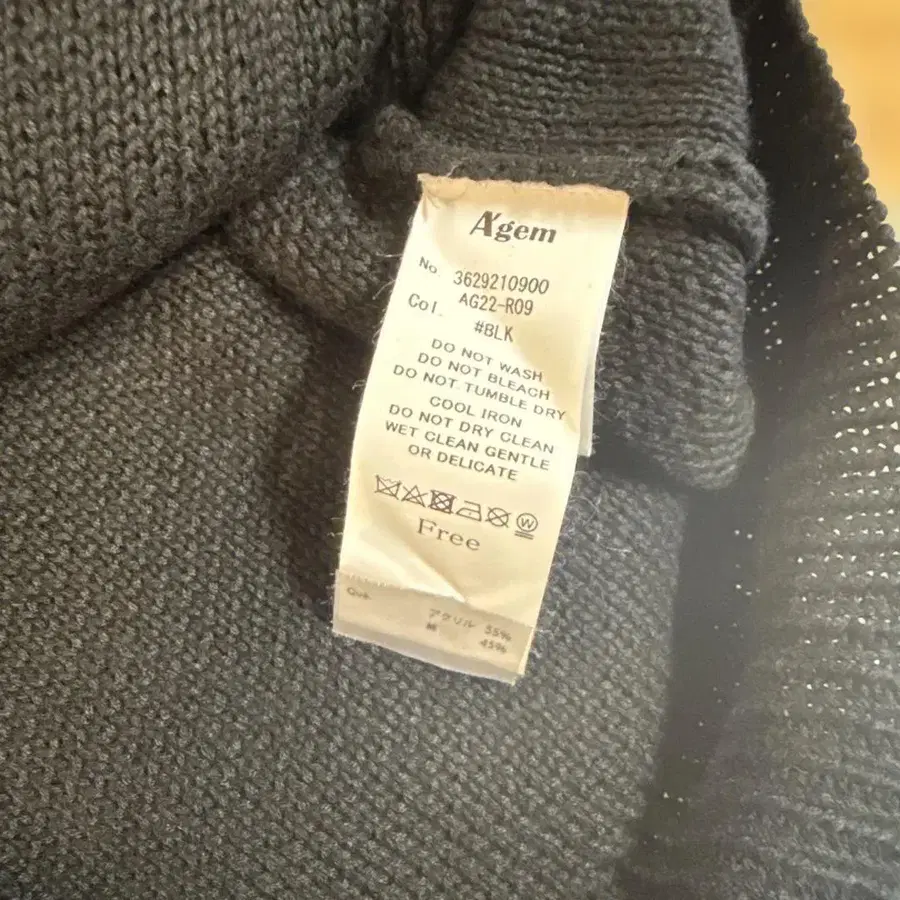 A'gem
No. 3629210900
AG22-R09
Col. #BLK
DO NOT WASH
DO NOT BLEACH
DO NOT TUMBLE DRY
COOL IRON
DO NOT DRY CLEAN
WET CLEAN GENTLE
OR DELICATE
W
Free
アクリル 55%
45%